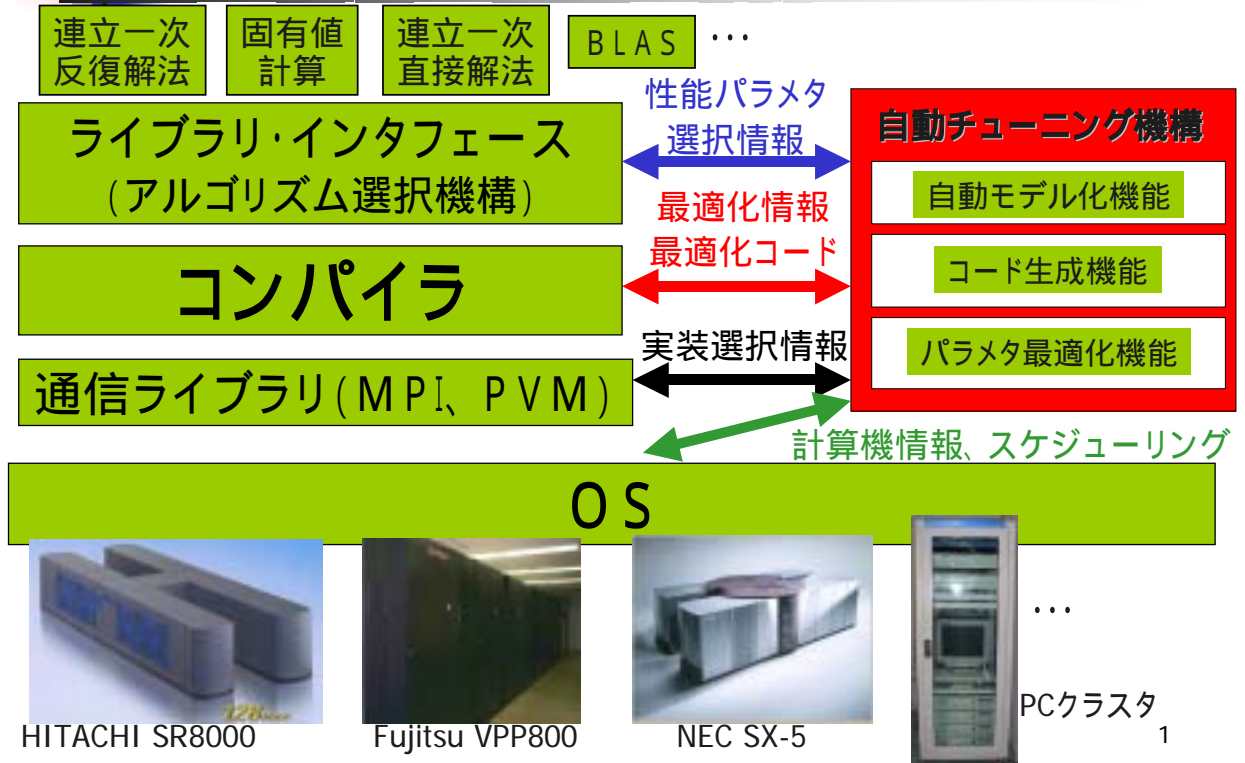 連立一次
反復解法
固有値
計算
連立一次
直接解法
BLAS
…
ライブラリ・インタフェース
(アルゴリズム選択機構)
コンパイラ
通信ライブラリ(MPI、PVM)
性能パラメタ
選択情報
最適化情報
最適化コード
実装選択情報
計算機情報、スケジューリング
自動チューニング機構
自動モデル化機能
コード生成機能
パラメタ最適化機能
OS
…
HITACHI SR8000
Fujitsu VPP800
NEC SX-5
PCクラスタ
1